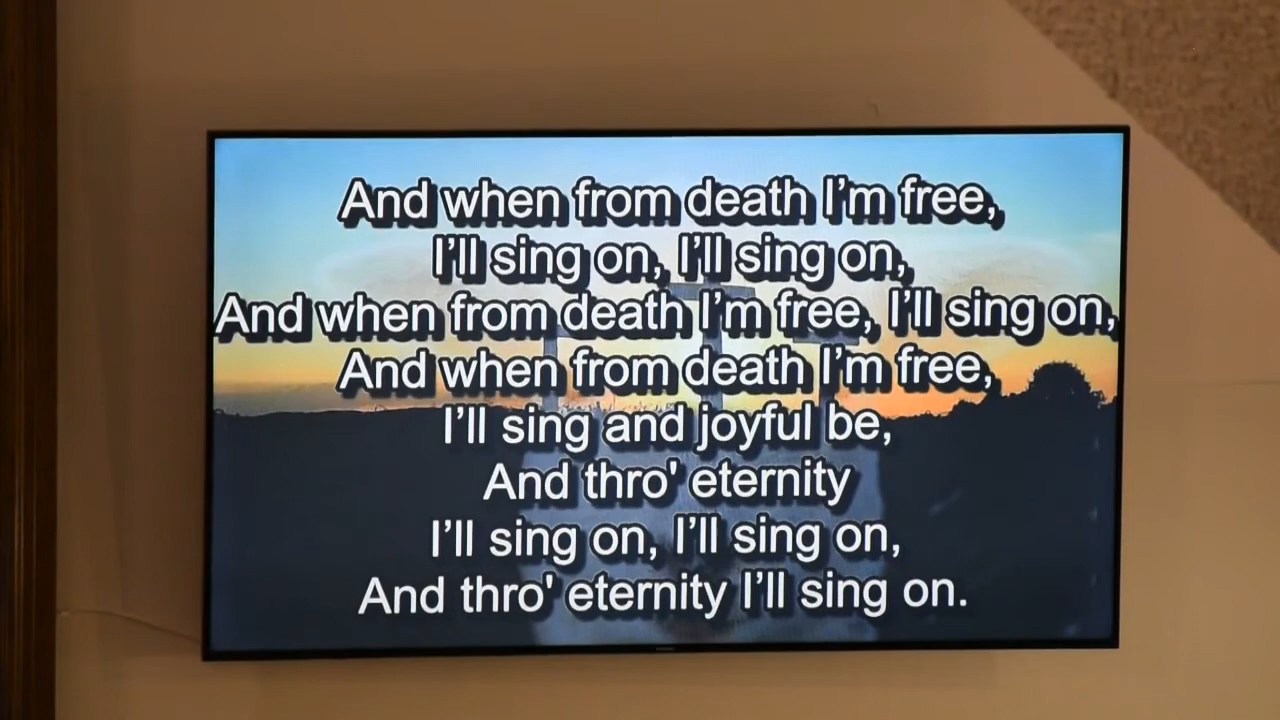 And when from death I'm free,
I'll sing on, I'll sing on,
And when from death I'm free, I'll sing on,
And when from death I'm free,
I'll sing and joyful be,
And thro' eternity
I'll sing on, I'll sing on,
And thro' eternity I'll sing on.